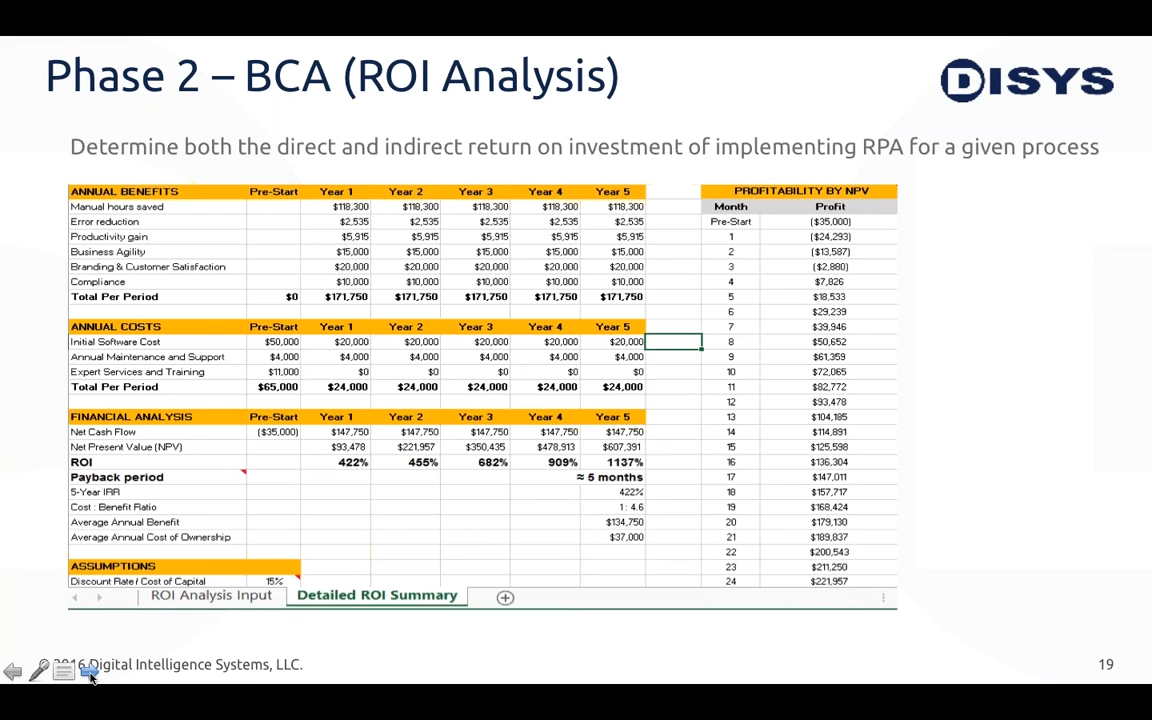 Phase 2 – BCA (ROI Analysis)
DISYS
Determine both the direct and indirect return on investment of implementing RPA for a given process
ANNUAL BENEFITS Pre-Start Year 1 Year 2 Year 3 Year 4 Year 5
Manual hours saved $118,300 $118,300 $118,300 $118,300 $118,300
Error reduction $2,535 $2,535 $2,535 $2,535 $2,535
Productivity gain $5,915 $5,915 $5,915 $5,915 $5,915
Business Agility $15,000 $15,000 $15,000 $15,000 $15,000
Branding & Customer Satisfaction $20,000 $20,000 $20,000 $20,000 $20,000
Compliance $10,000 $10,000 $10,000 $10,000 $10,000
Total Per Period $0 $171,750 $171,750 $171,750 $171,750 $171,750
ANNUAL COSTS Pre-Start Year 1 Year 2 Year 3 Year 4 Year 5
Initial Software Cost $50,000 $20,000 $20,000 $20,000 $20,000 $20,000
Annual Maintenance and Support $4,000 $4,000 $4,000 $4,000 $4,000 $4,000
Expert Services and Training $11,000 $0 $0 $0 $0 $0
Total Per Period $65,000 $24,000 $24,000 $24,000 $24,000 $24,000
FINANCIAL ANALYSIS Pre-Start Year 1 Year 2 Year 3 Year 4 Year 5
Net Cash Flow ($35,000) $147,750 $147,750 $147,750 $147,750 $147,750
Net Present Value (NPV) $93,478 $221,957 $350,435 $478,913 $607,391
ROI 422% 455% 682% 909% 1137%
Payback period ≈ 5 months
5-Year IRR 422%
Cost : Benefit Ratio 1 : 4.6
Average Annual Benefit $134,750
Average Annual Cost of Ownership $37,000
ASSUMPTIONS
Discount Rate / Cost of Capital 15%
PROFITABILITY BY NPV
Month Profit
Pre-Start ($35,000)
1 ($24,293)
2 ($13,587)
3 ($2,880)
4 $7,826
5 $18,533
6 $29,239
7 $39,946
8 $50,652
9 $61,359
10 $72,065
11 $82,772
12 $93,478
13 $104,185
14 $114,891
15 $125,598
16 $136,304
17 $147,011
18 $157,717
19 $168,424
20 $179,130
21 $189,837
22 $200,543
23 $211,250
24 $221,957
ROI Analysis Input Detailed ROI Summary
© 2016 Digital Intelligence Systems, LLC.
19